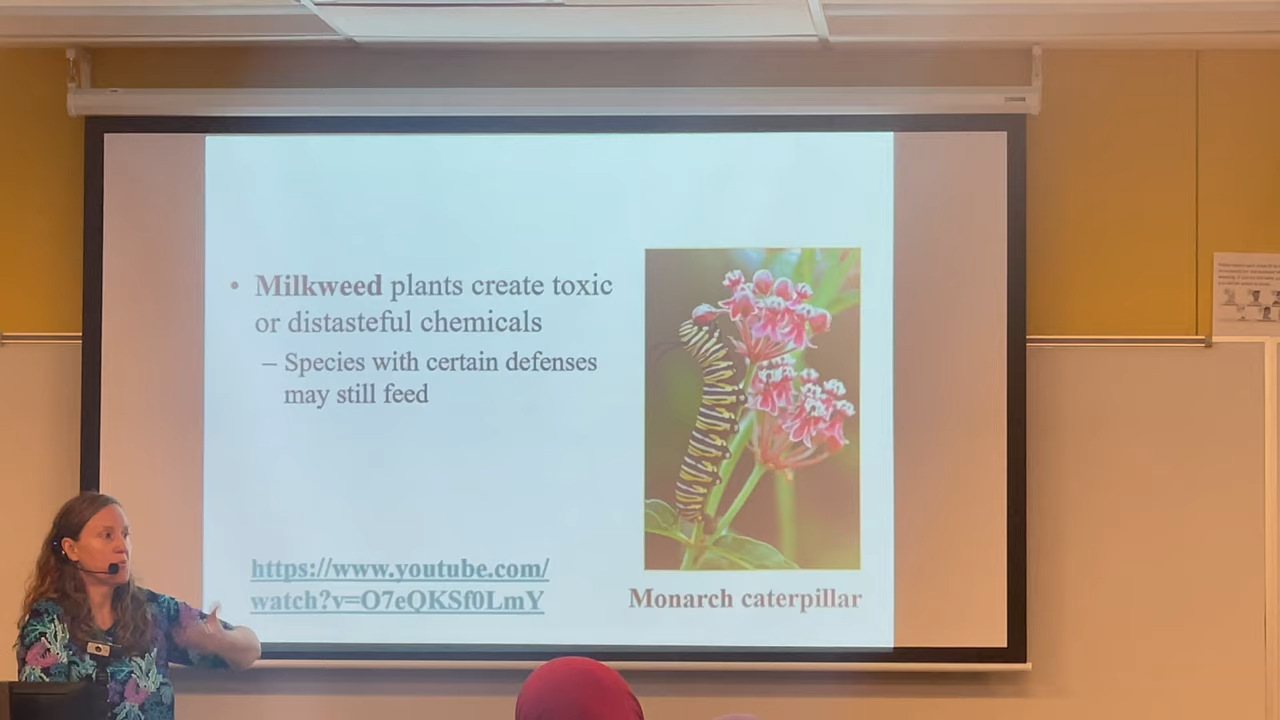 • Milkweed plants create toxic
or distasteful chemicals
– Species with certain defenses
may still feed
https://www.youtube.com/
watch?v=O7eQKSf0LmY
Monarch caterpillar